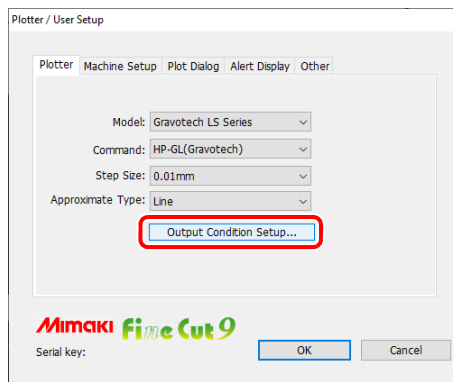 Plotter / User Setup
Plotter Machine Setup Plot Dialog Alert Display Other
Model: Gravotech LS Series
Command: HP-GL(Gravotech)
Step Size: 0.01mm
Approximate Type: Line
Output Condition Setup...
Mimaki Fine Cut 9
Serial key:
OK Cancel